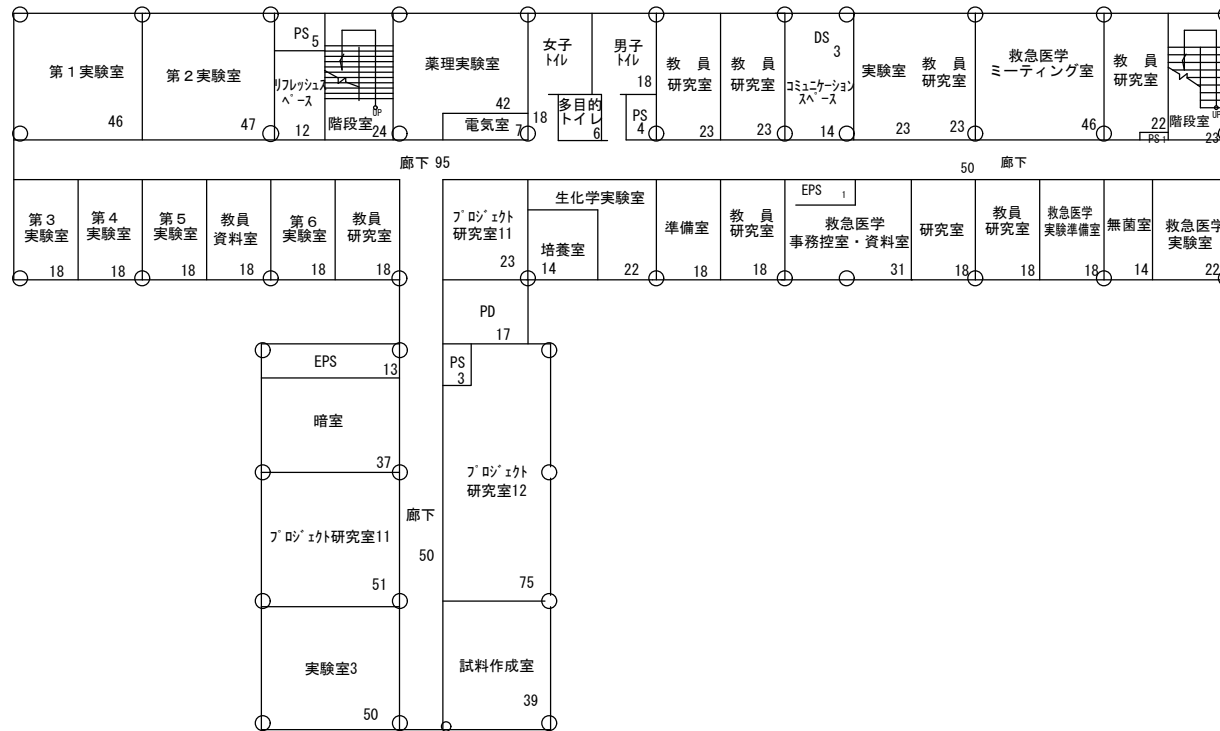 第１実験室
46
第２実験室
47
PS 5
リフレッシュス
ペース
12
UP
階段室
24
薬理実験室
42
電気室
7
女子
トイレ
18
男子
トイレ
18
多目的
トイレ
6
PS
4
教 員
研究室
23
教 員
研究室
23
DS
3
コミュニケーション
スペース
14
実験室
23
教 員
研究室
23
救急医学
ミーティング室
46
教 員
研究室
22
PS 1
UP
階段室
23
廊下 95
50
廊下
第３
実験室
18
第４
実験室
18
第５
実験室
18
教員
資料室
18
第６
実験室
18
教員
研究室
18
プロジェクト
研究室11
23
生化学実験室
22
培養室
14
準備室
18
教 員
研究室
18
EPS 1
救急医学
事務控室・資料室
31
研究室
18
教員
研究室
18
救急医学
実験準備室
18
無菌室
14
救急医学
実験室
22
PD
17
EPS
13
PS
3
暗室
37
プロジェクト
研究室12
75
廊下
50
プロジェクト研究室11
51
実験室3
50
試料作成室
39